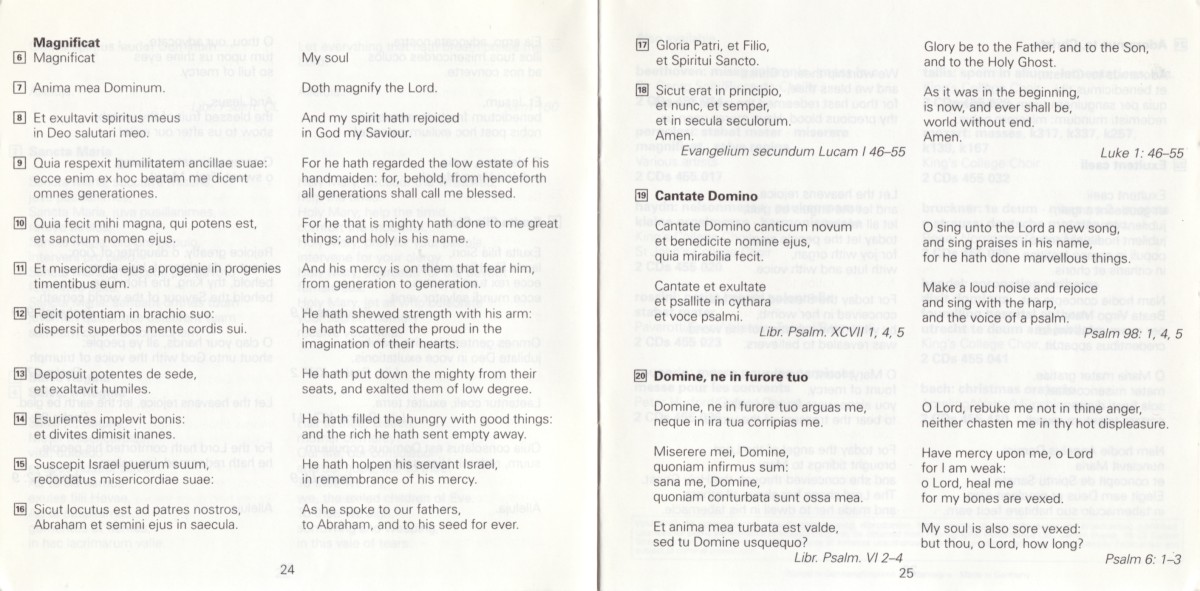 Magnificat
6 Magnificat
My soul
7 Anima mea Dominum.
Doth magnify the Lord.
8 Et exultavit spiritus meus
in Deo salutari meo.
And my spirit hath rejoiced
in God my Saviour.
9 Quia respexit humilitatem ancillae suae:
ecce enim ex hoc beatam me dicent
omnes generationes.
For he hath regarded the low estate of his
handmaiden: for, behold, from henceforth
all generations shall call me blessed.
10 Quia fecit mihi magna, qui potens est,
et sanctum nomen ejus.
For he that is mighty hath done to me great
things; and holy is his name.
11 Et misericordia ejus a progenie in progenies
timentibus eum.
And his mercy is on them that fear him,
from generation to generation.
12 Fecit potentiam in brachio suo:
dispersit superbos mente cordis sui.
He hath shewed strength with his arm:
he hath scattered the proud in the
imagination of their hearts.
13 Deposuit potentes de sede,
et exaltavit humiles.
He hath put down the mighty from their
seats, and exalted them of low degree.
14 Esurientes implevit bonis:
et divites dimisit inanes.
He hath filled the hungry with good things:
and the rich he hath sent empty away.
15 Suscepit Israel puerum suum,
recordatus misericordiae suae:
He hath holpen his servant Israel,
in remembrance of his mercy.
16 Sicut locutus est ad patres nostros,
Abraham et semini ejus in saecula.
As he spoke to our fathers,
to Abraham, and to his seed for ever.
24
17 Gloria Patri, et Filio,
et Spiritui Sancto.
Glory be to the Father, and to the Son,
and to the Holy Ghost.
18 Sicut erat in principio,
et nunc, et semper,
et in secula seculorum,
Amen.
Evangelium secundum Lucam I 46–55
As it was in the beginning,
is now, and ever shall be,
world without end.
Amen.
Luke 1: 46–55
19 Cantate Domino
Cantate Domino canticum novum
et benedicite nomine ejus,
quia mirabilia fecit.
O sing unto the Lord a new song,
and sing praises in his name,
for he hath done marvellous things.
Cantate et exultate
et psallite in cythara
et voce psalmi.
Libr. Psalm. XCVII 1, 4, 5
Make a loud noise and rejoice
and sing with the harp,
and the voice of a psalm.
Psalm 98: 1, 4, 5
20 Domine, ne in furore tuo
Domine, ne in furore tuo arguas me,
neque in ira tua corripias me.
O Lord, rebuke me not in thine anger,
neither chasten me in thy hot displeasure.
Miserere mei, Domine,
quoniam infirmus sum:
sana me, Domine,
quoniam conturbata sunt ossa mea.
Have mercy upon me, o Lord
for I am weak:
o Lord, heal me
for my bones are vexed.
Et anima mea turbata est valde,
sed tu Domine usquequo?
Libr. Psalm. VI 2–4
My soul is also sore vexed:
but thou, o Lord, how long?
Psalm 6: 1–3
25